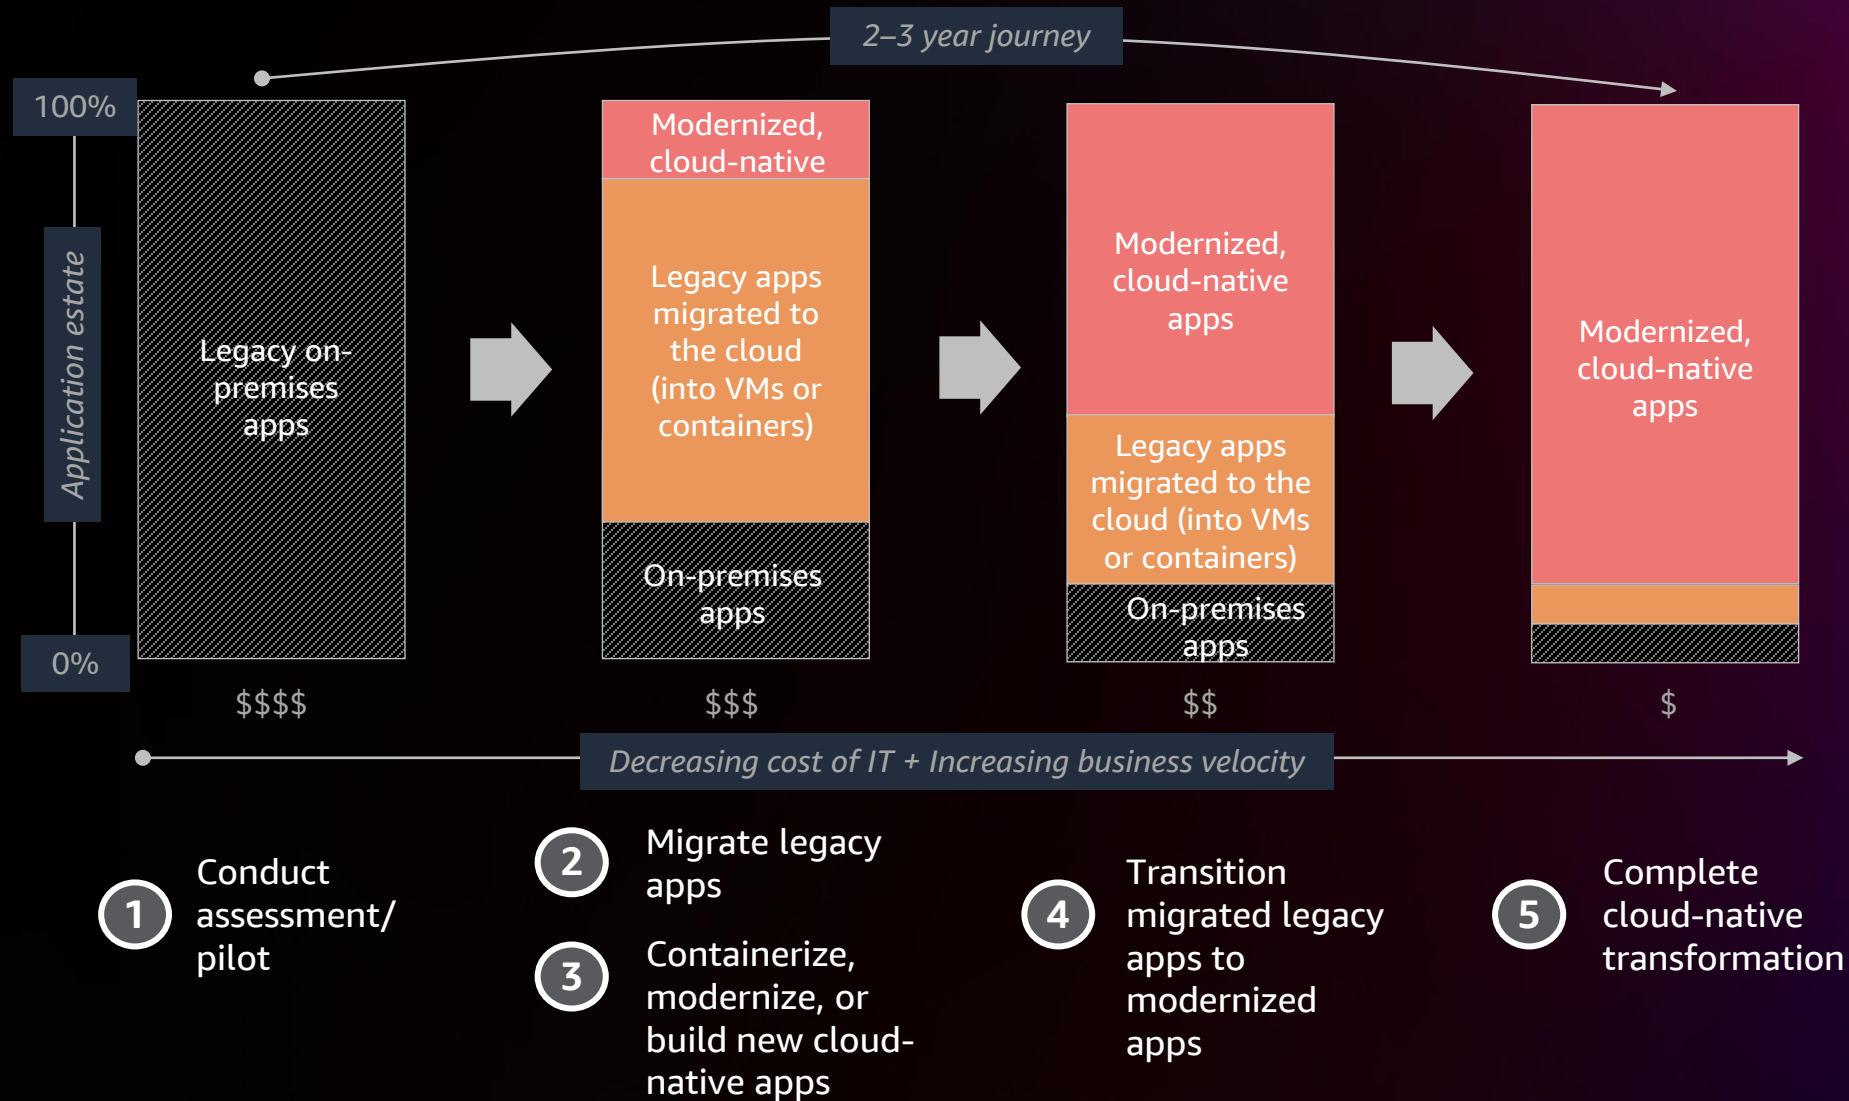 2–3 year journey
100%
Application estate
0%
Legacy on-
premises
apps
Modernized,
cloud-native
Legacy apps
migrated to
the cloud
(into VMs or
containers)
On-premises
apps
Modernized,
cloud-native
apps
Legacy apps
migrated to the
cloud (into VMs
or containers)
On-premises
apps
Modernized,
cloud-native
apps
$$$$
$$$
$$
$
Decreasing cost of IT + Increasing business velocity
1
Conduct
assessment/
pilot
2
Migrate legacy
apps
3
Containerize,
modernize, or
build new cloud-
native apps
4
Transition
migrated legacy
apps to
modernized
apps
5
Complete
cloud-native
transformation